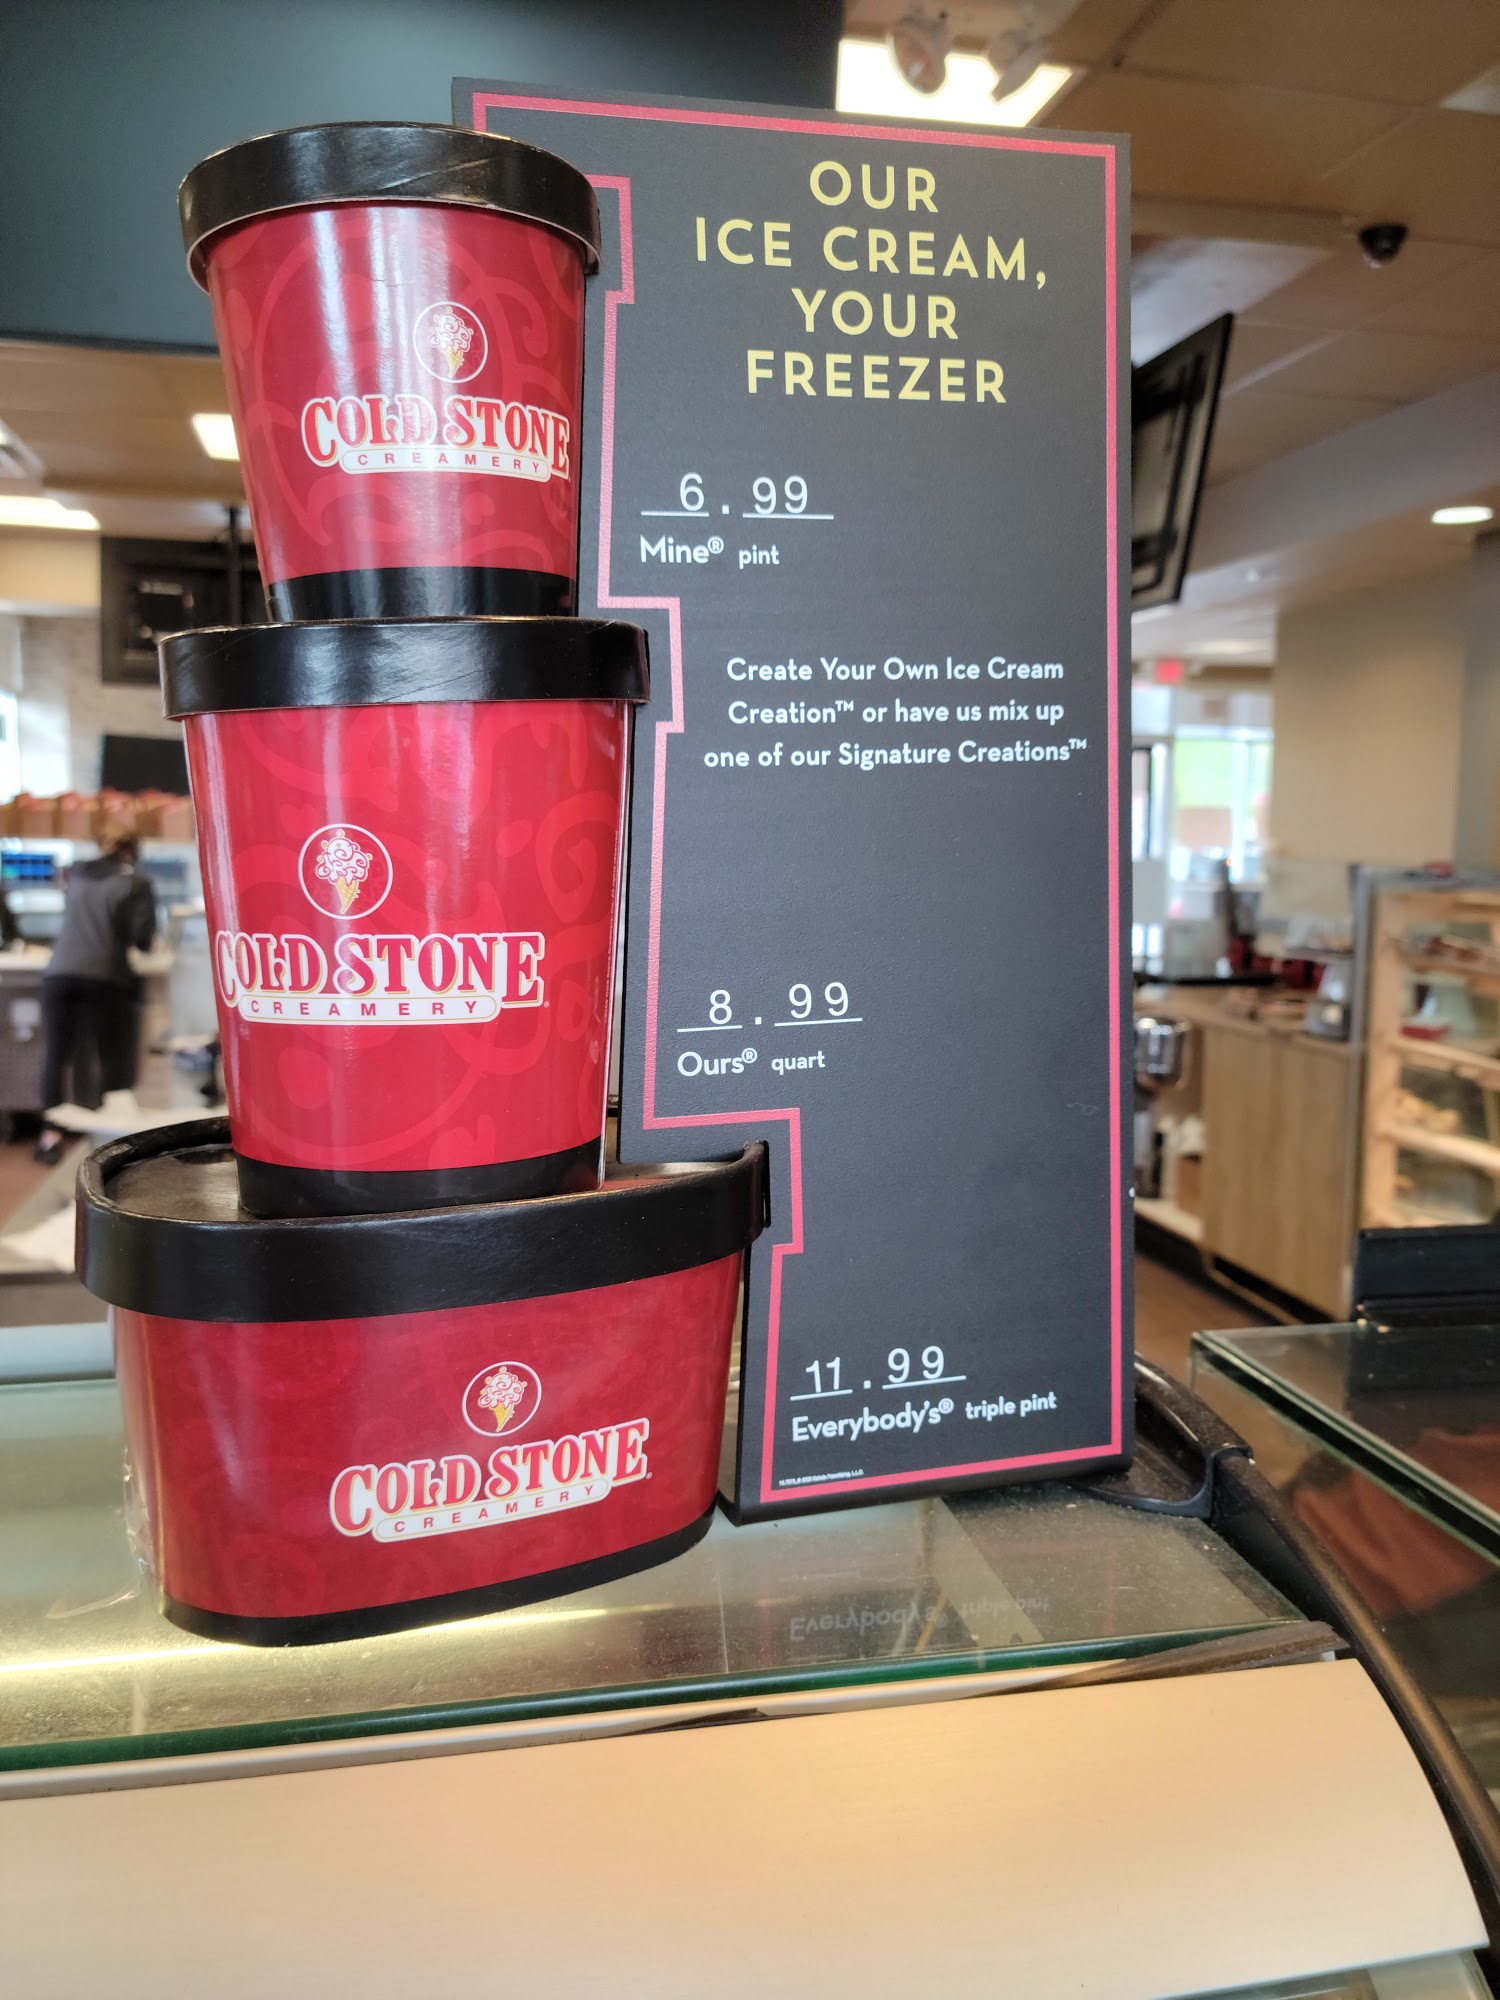 OUR
ICE CREAM,
YOUR
FREEZER
6.99
Mine® pint
Create Your Own Ice Cream
Creation™ or have us mix up
one of our Signature Creations™
8.99
Ours® quart
11.99
Everybody's® triple pint
COLD STONE
CREAMERY
COLD STONE
CREAMERY
COLD STONE
CREAMERY